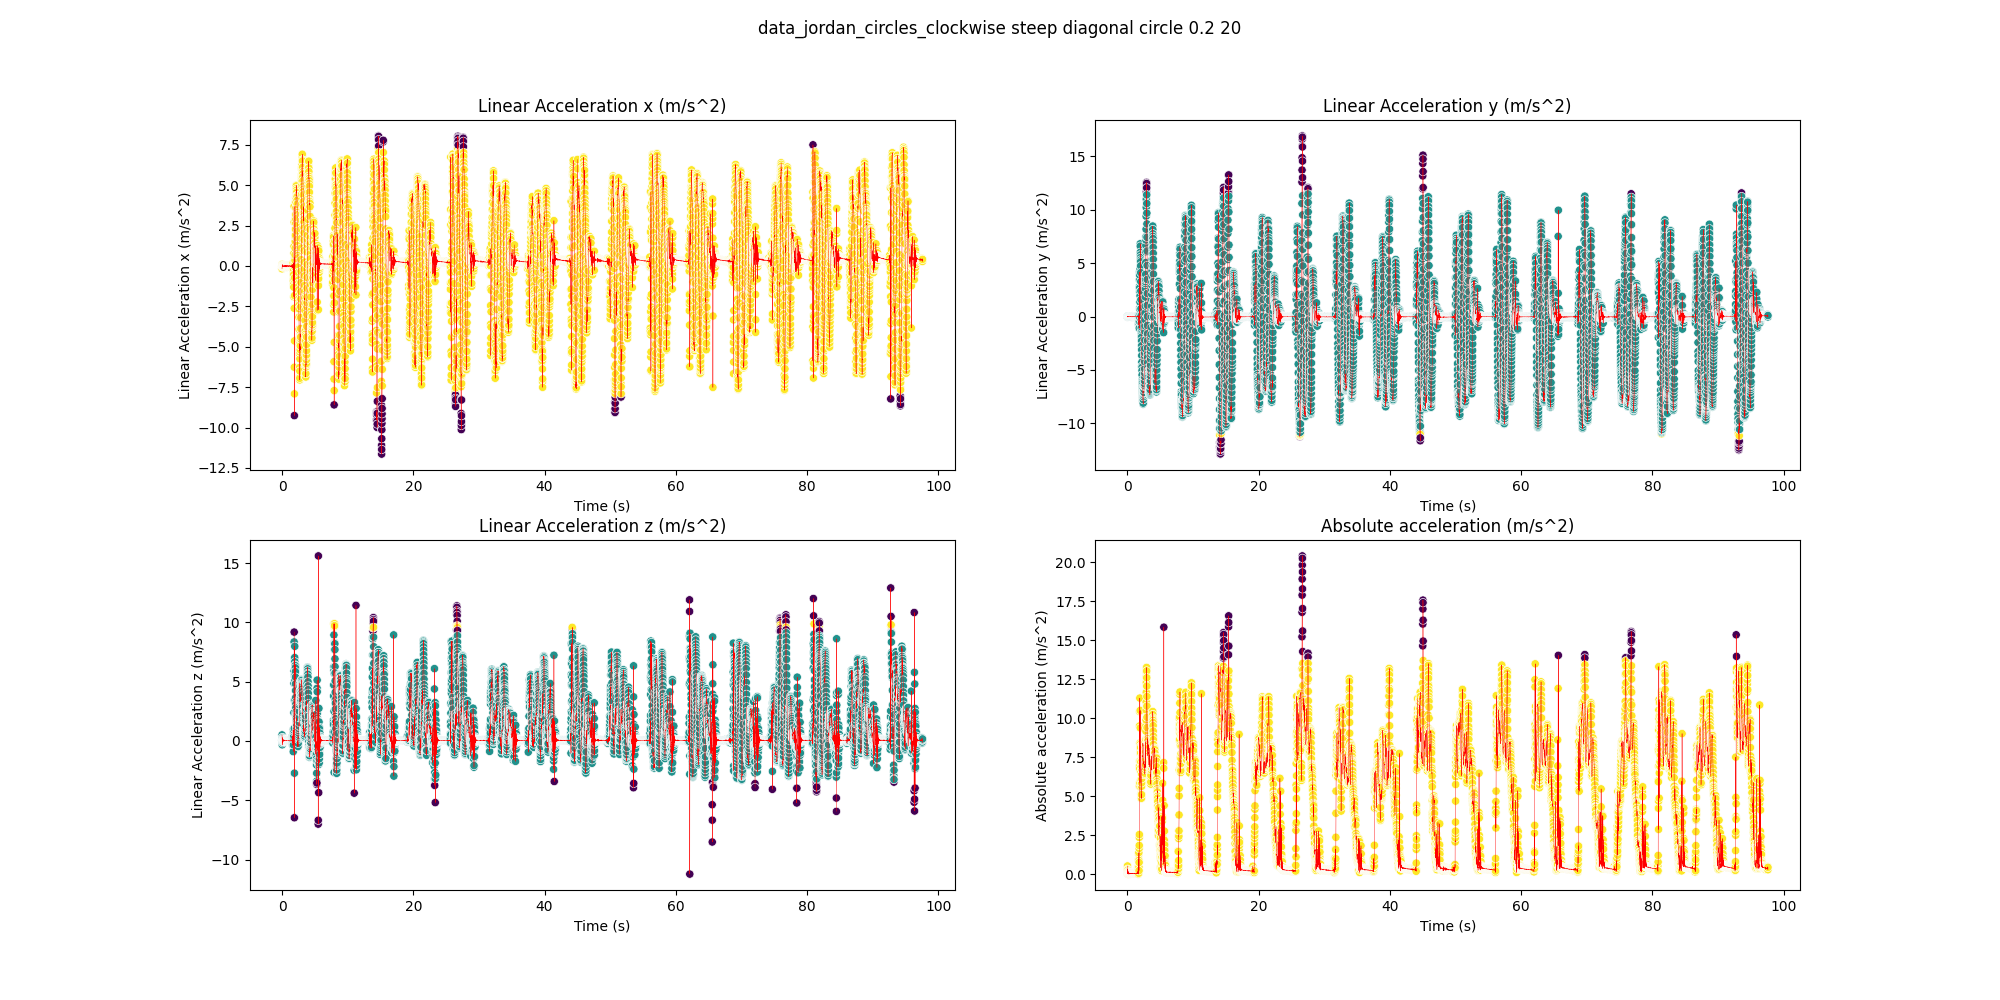 data_jordan_circles_clockwise steep diagonal circle 0.2 20
Linear Acceleration x (m/s^2)
Linear Acceleration x (m/s^2)
7.5
5.0
2.5
0.0
−2.5
−5.0
−7.5
−10.0
−12.5
0 20 40 60 80 100
Time (s)
Linear Acceleration y (m/s^2)
Linear Acceleration y (m/s^2)
15
10
5
0
−5
−10
0 20 40 60 80 100
Time (s)
Linear Acceleration z (m/s^2)
Linear Acceleration z (m/s^2)
15
10
5
0
−5
−10
0 20 40 60 80 100
Time (s)
Absolute acceleration (m/s^2)
Absolute acceleration (m/s^2)
20.0
17.5
15.0
12.5
10.0
7.5
5.0
2.5
0.0
0 20 40 60 80 100
Time (s)